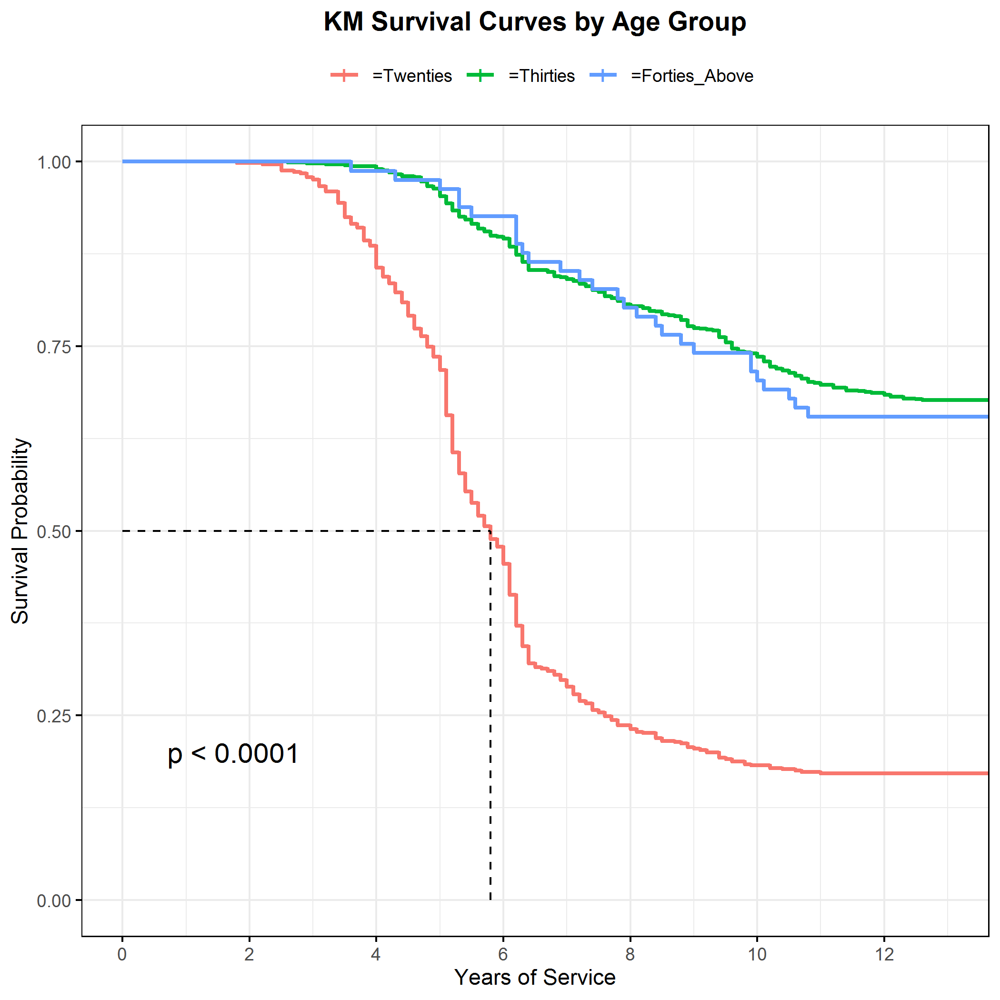 KM Survival Curves by Age Group
=Twenties =Thirties =Forties_Above
1.00
0.75
0.50
0.25
0.00
Survival Probability
p < 0.0001
0 2 4 6 8 10 12
Years of Service